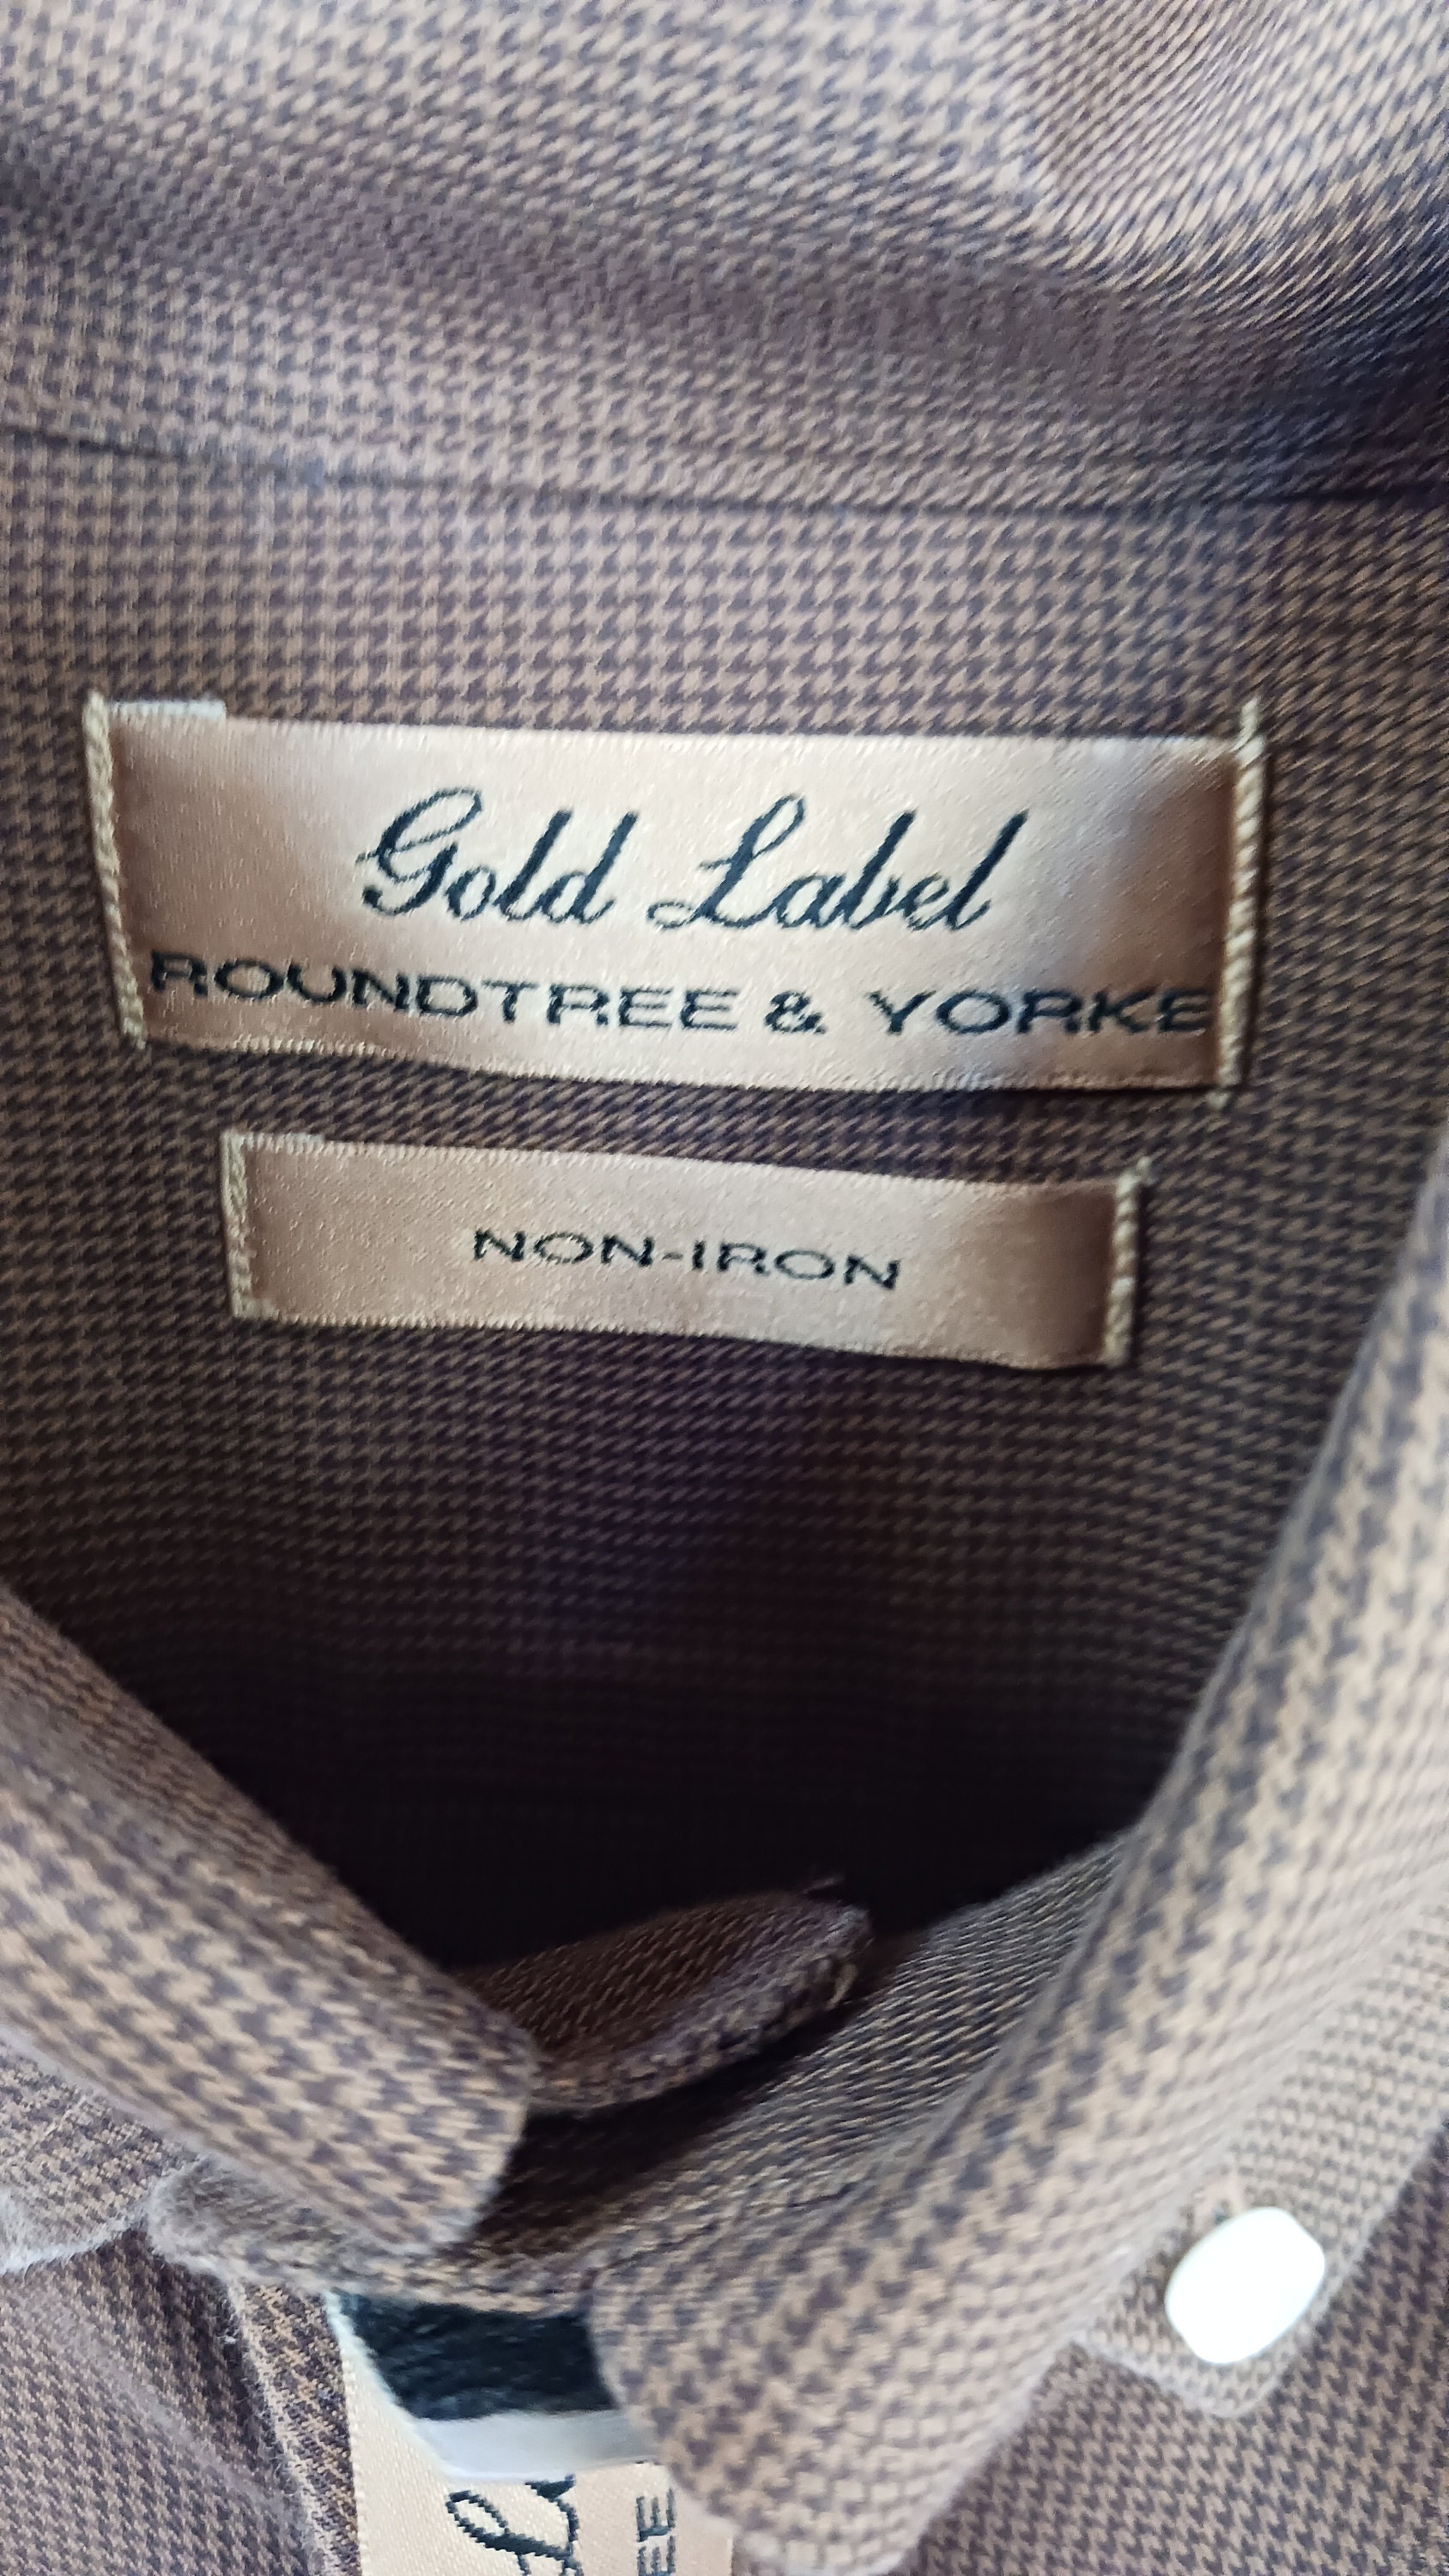 Gold Label
ROUNDTREE & YORKE
NON-IRON